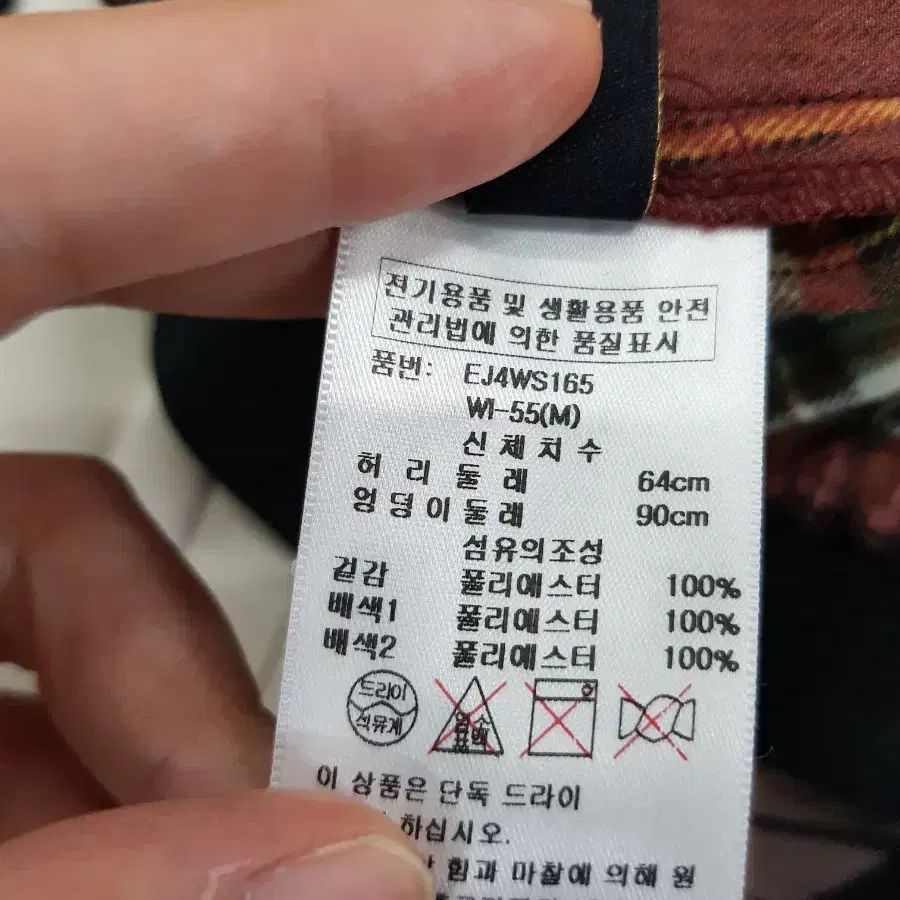 전기용품 및 생활용품 안전
관리법에 의한 품질표시
품번: EJ4WS165
WI-55(M)
신체치수
허리둘레 64cm
엉덩이둘레 90cm
섬유의조성
겉감 폴리에스터 100%
배색1 폴리에스터 100%
배색2 폴리에스터 100%
드라이
석유계
염소
표백
이 상품은 단독 드라이
하십시오.
힘과 마찰에 의해 원